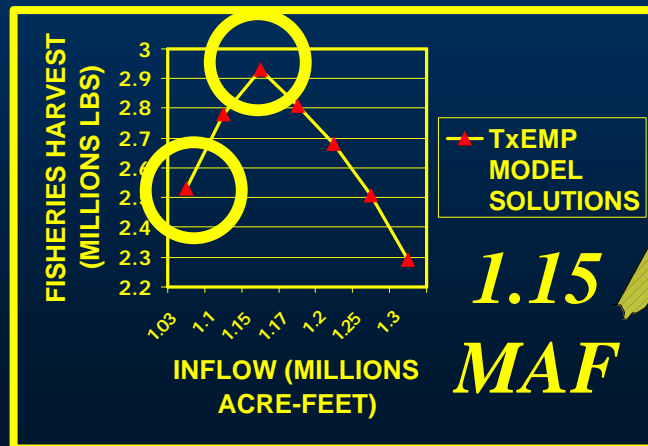 FISHERIES HARVEST
(MILLIONS LBS)
3
2.9
2.8
2.7
2.6
2.5
2.4
2.3
2.2
1.03
1.1
1.15
1.17
1.2
1.25
1.3
INFLOW (MILLIONS
ACRE-FEET)
TxEMP
MODEL
SOLUTIONS
1.15
MAF